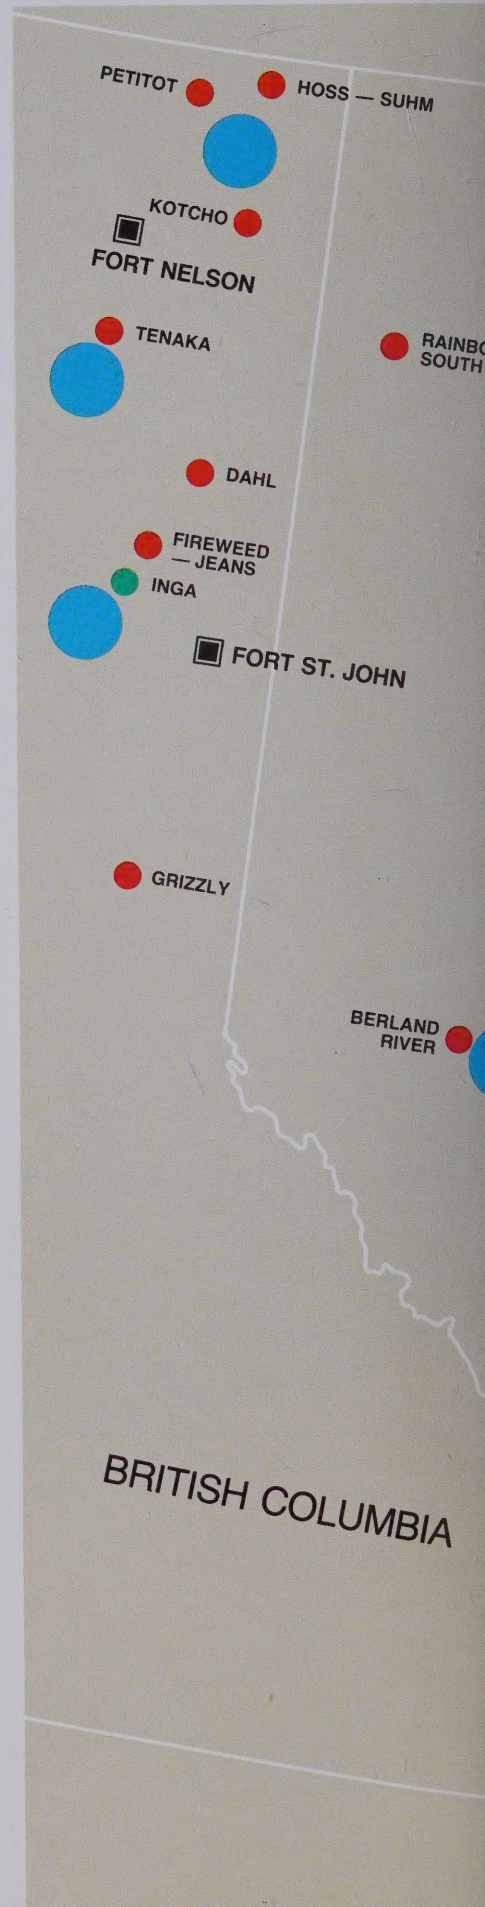 PETITOT
HOSS — SUHM
KOTCHO
FORT NELSON
TENAKA
SOUTH
DAHL
FIREWEED
— JEANS
INGA
FORT ST. JOHN
GRIZZLY
BERLAND
RIVER
BRITISH COLUMBIA